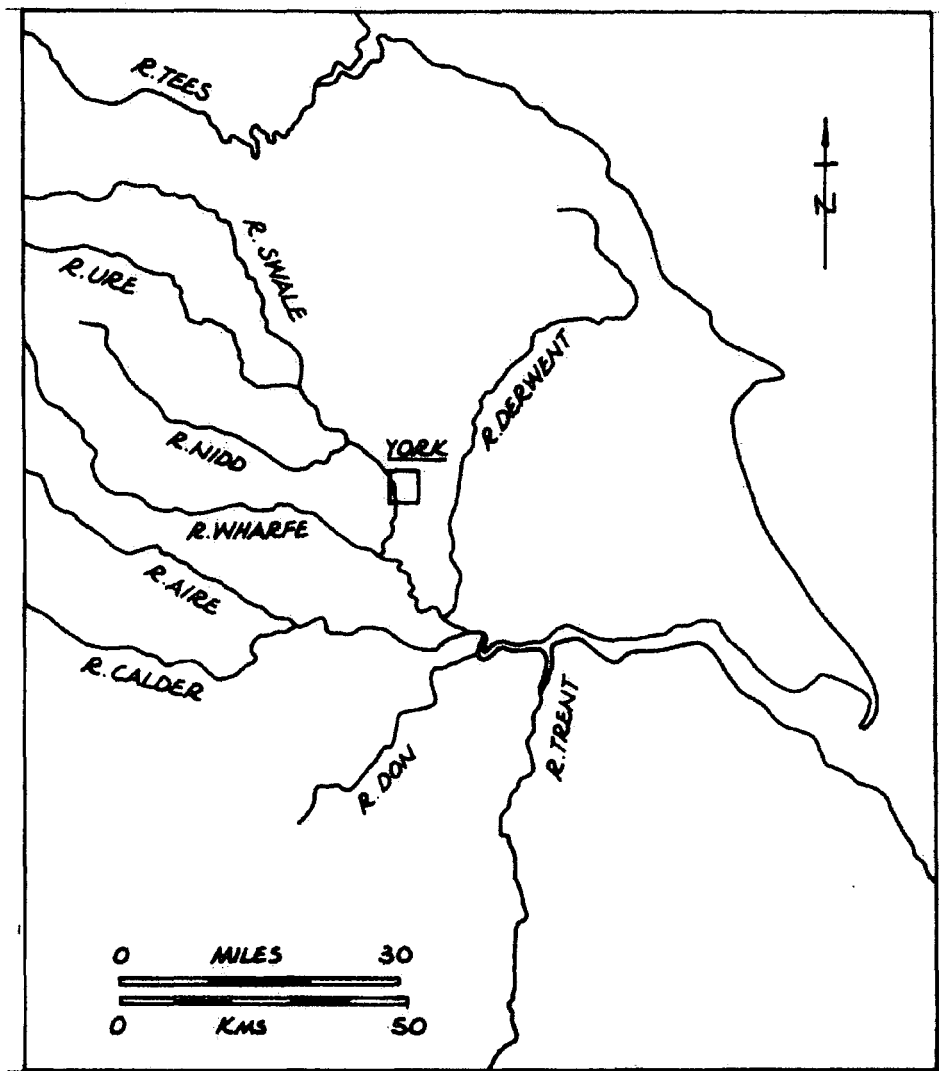 R. TEES
N
R. SWALE
R. URE
R. DERWENT
R. NIDD
YORK
R. WHARFE
R. AIRE
R. CALDER
R. TRENT
R. DON
0 MILES 30
0 KMS 50